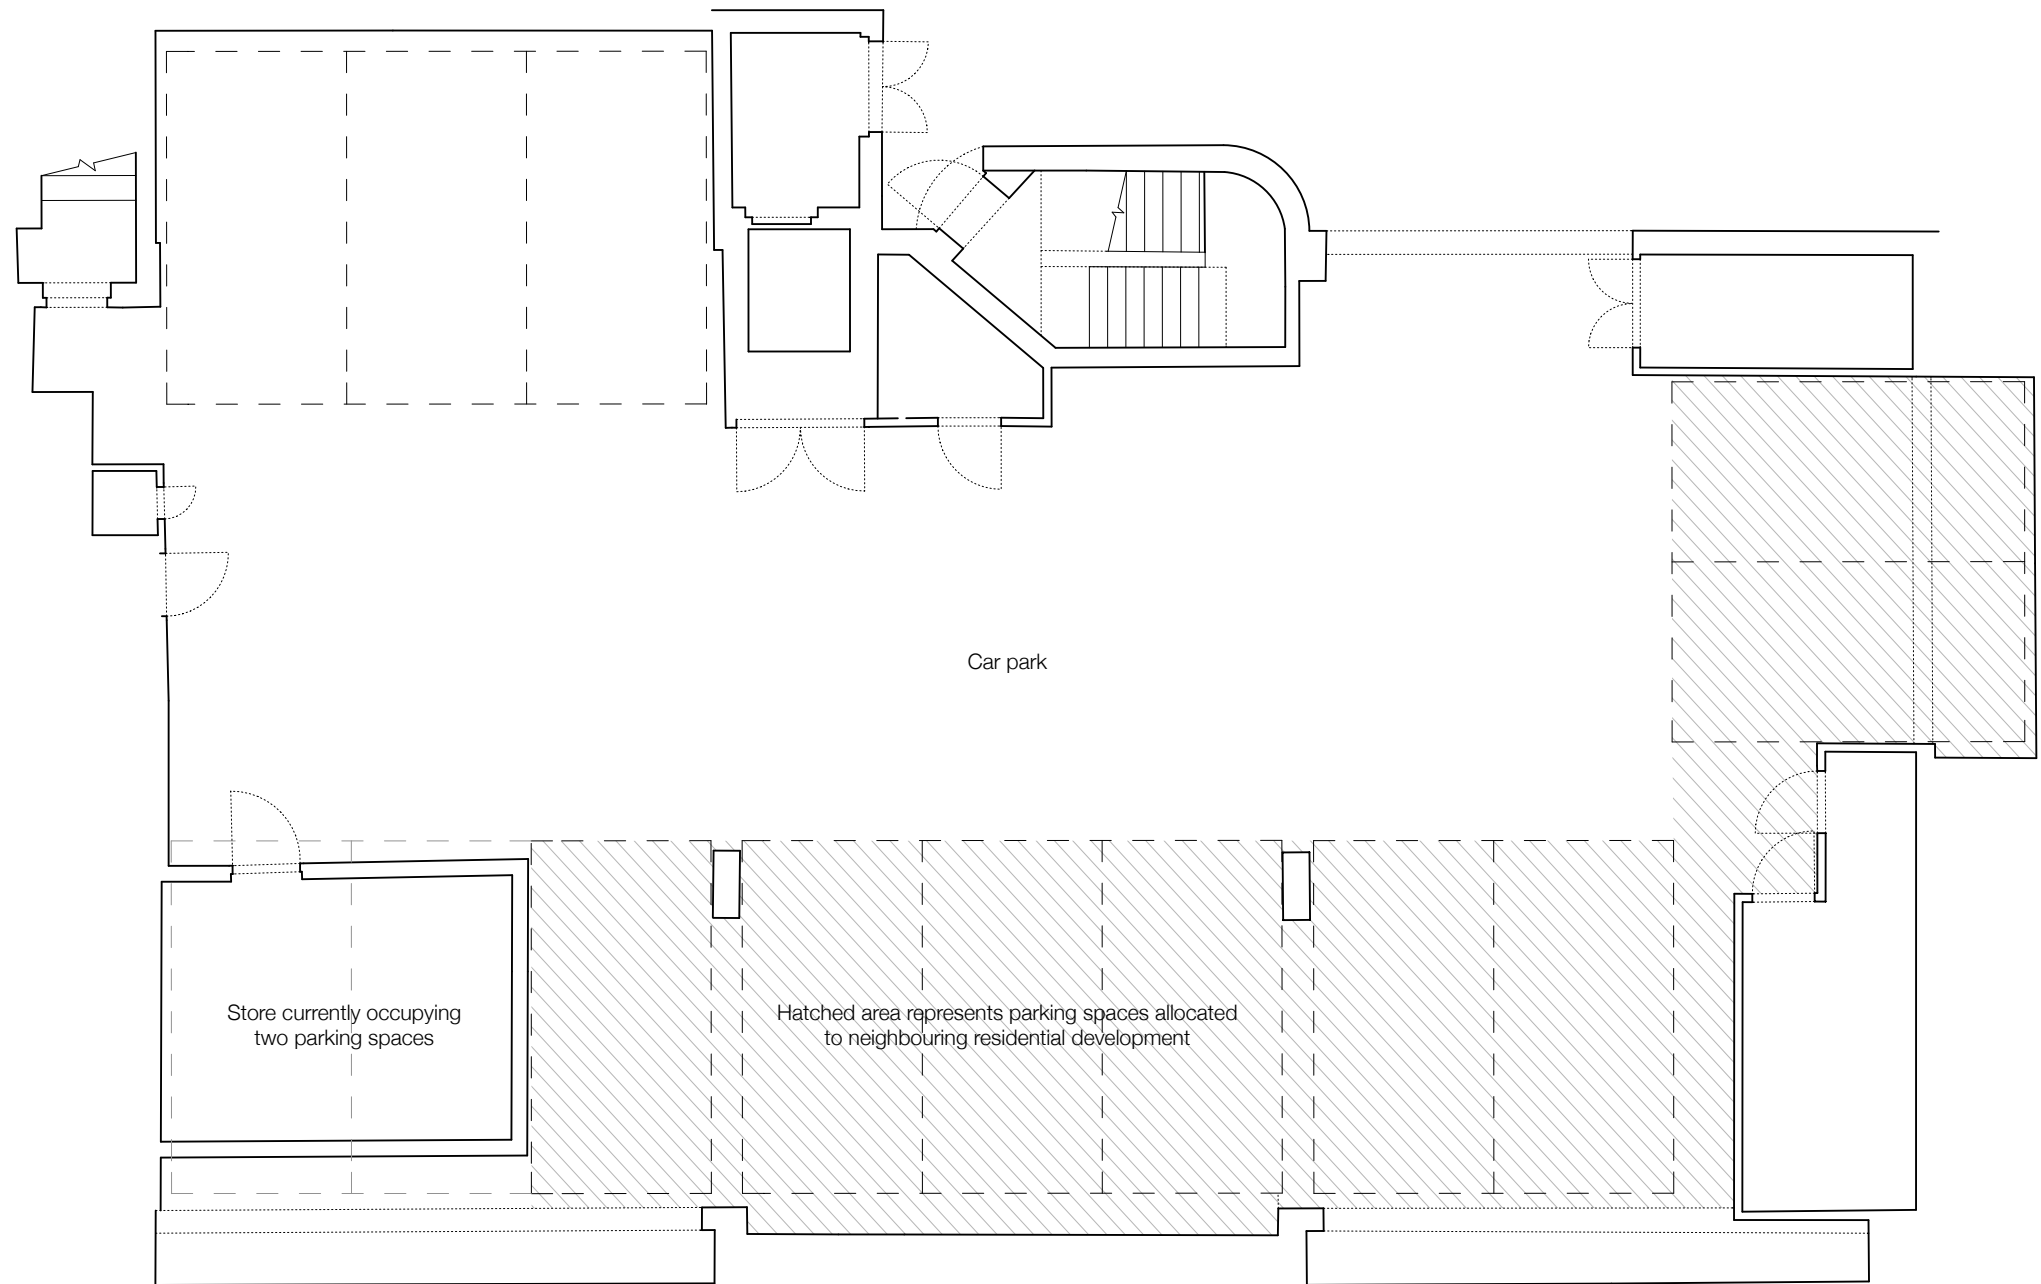 Car park
Store currently occupying
two parking spaces
Hatched area represents parking spaces allocated
to neighbouring residential development